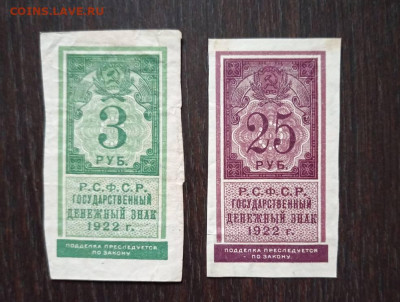 COINS.LAVE.RU
3
РУБ.
Р.С.Ф.С.Р.
ГОСУДАРСТВЕННЫЙ
ДЕНЕЖНЫЙ ЗНАК
1922 г.
ПОДДЕЛКА ПРЕСЛЕДУЕТСЯ
ПО ЗАКОНУ.
25
РУБ.
Р.С.Ф.С.Р.
ГОСУДАРСТВЕННЫЙ
ДЕНЕЖНЫЙ ЗНАК
1922 г.
ПОДДЕЛКА ПРЕСЛЕДУЕТСЯ
ПО ЗАКОНУ.